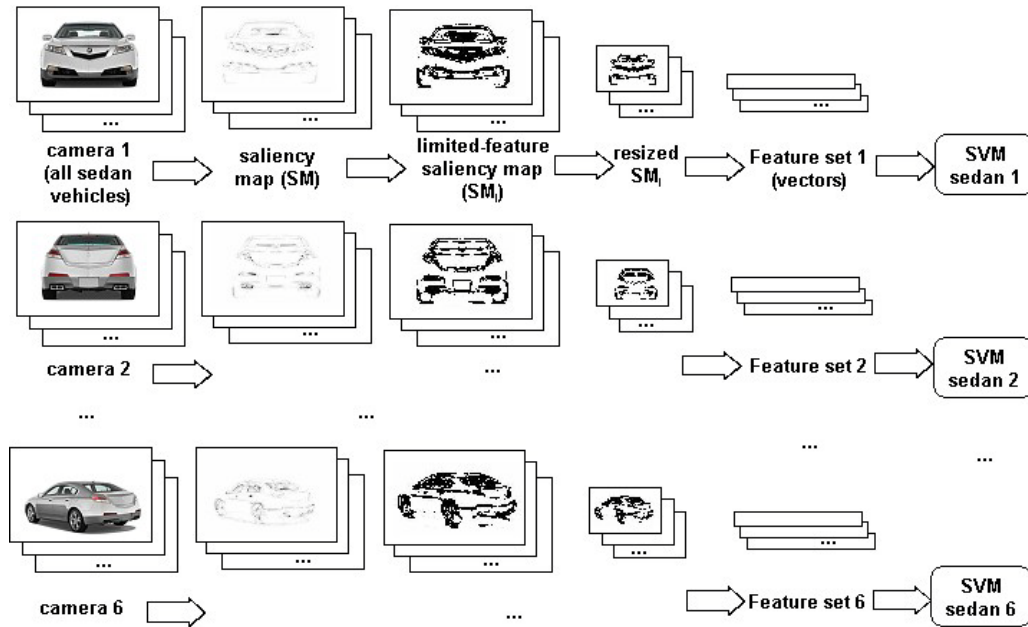 ... ... ... ... ...
camera 1
(all sedan
vehicles)
saliency
map (SM)
limited-feature
saliency map
(SMl)
resized
SMl
Feature set 1
(vectors)
SVM
sedan 1
... ... ... ... ...
camera 2
...
Feature set 2
SVM
sedan 2
... ...
... ...
... ... ... ... ...
camera 6
...
Feature set 6
SVM
sedan 6